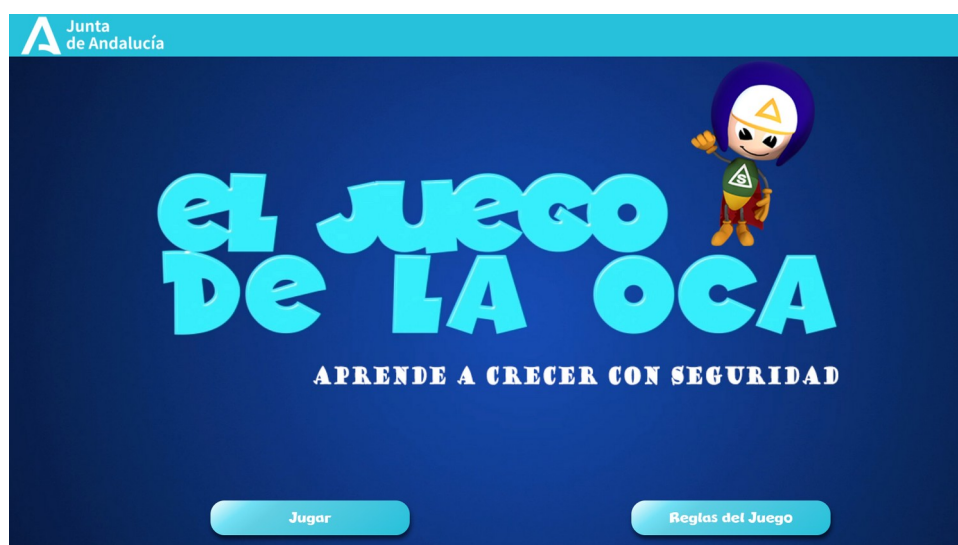 Junta
de Andalucía
EL JUEGO
DE LA OCA
APRENDE A CRECER CON SEGURIDAD
Jugar
Reglas del Juego